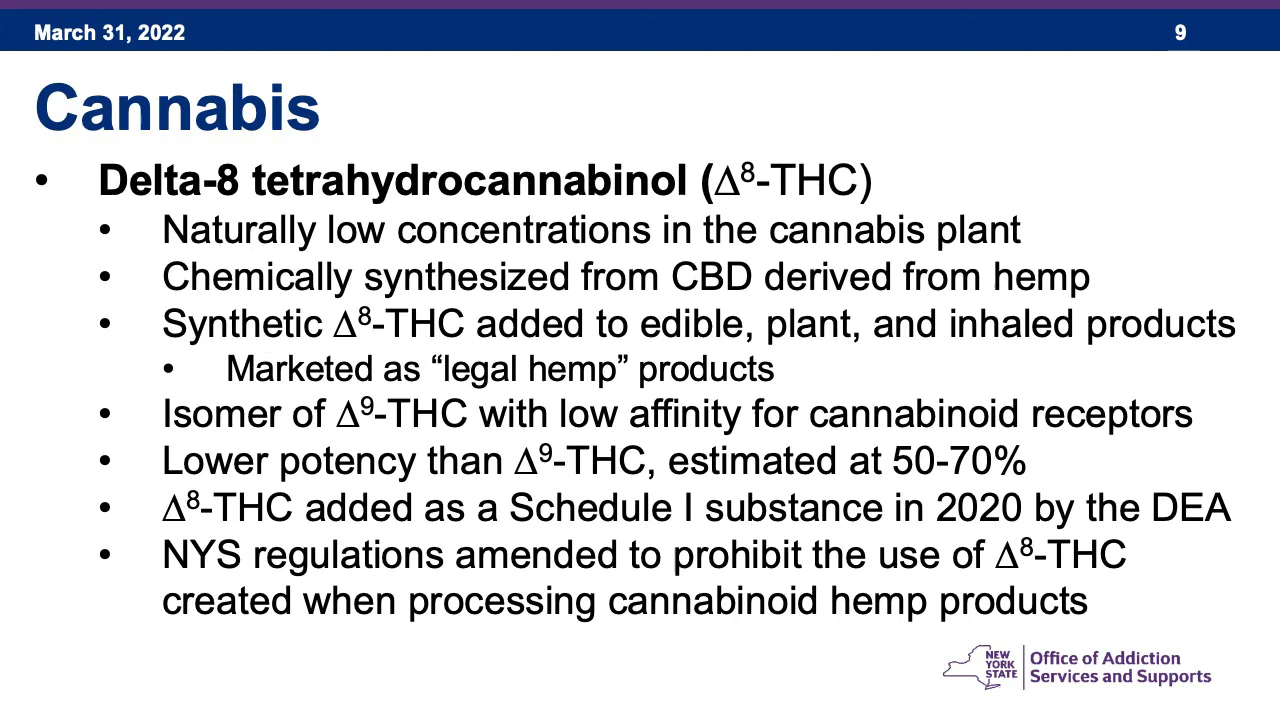 March 31, 2022
9
Cannabis
• Delta-8 tetrahydrocannabinol (Δ⁸-THC)
• Naturally low concentrations in the cannabis plant
• Chemically synthesized from CBD derived from hemp
• Synthetic Δ⁸-THC added to edible, plant, and inhaled products
• Marketed as “legal hemp” products
• Isomer of Δ⁹-THC with low affinity for cannabinoid receptors
• Lower potency than Δ⁹-THC, estimated at 50-70%
• Δ⁸-THC added as a Schedule I substance in 2020 by the DEA
• NYS regulations amended to prohibit the use of Δ⁸-THC
created when processing cannabinoid hemp products
NEW
YORK
STATE
Office of Addiction
Services and Supports